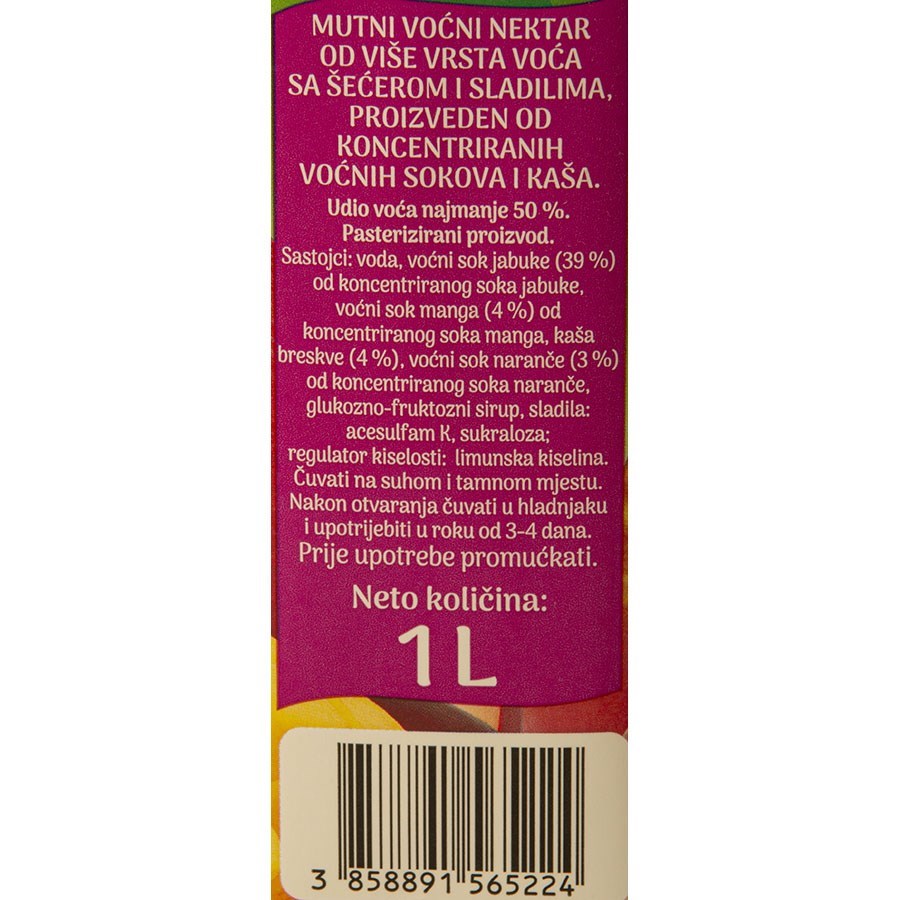 MUTNI VOĆNI NEKTAR
OD VIŠE VRSTA VOĆA
SA ŠEĆEROM I SLADILIMA,
PROIZVEDEN OD
KONCENTRIRANIH
VOĆNIH SOKOVA I KAŠA.
Udio voća najmanje 50 %.
Pasterizirani proizvod.
Sastojci: voda, voćni sok jabuke (39 %)
od koncentriranog soka jabuke,
voćni sok manga (4 %) od
koncentriranog soka manga, kaša
breskve (4 %), voćni sok naranče (3 %)
od koncentriranog soka naranče,
glukozno-fruktozni sirup, sladila:
acesulfam K, sukraloza;
regulator kiselosti: limunska kiselina.
Čuvati na suhom i tamnom mjestu.
Nakon otvaranja čuvati u hladnjaku
i upotrijebiti u roku od 3-4 dana.
Prije upotrebe promućkati.
Neto količina:
1 L
3 858891 565224